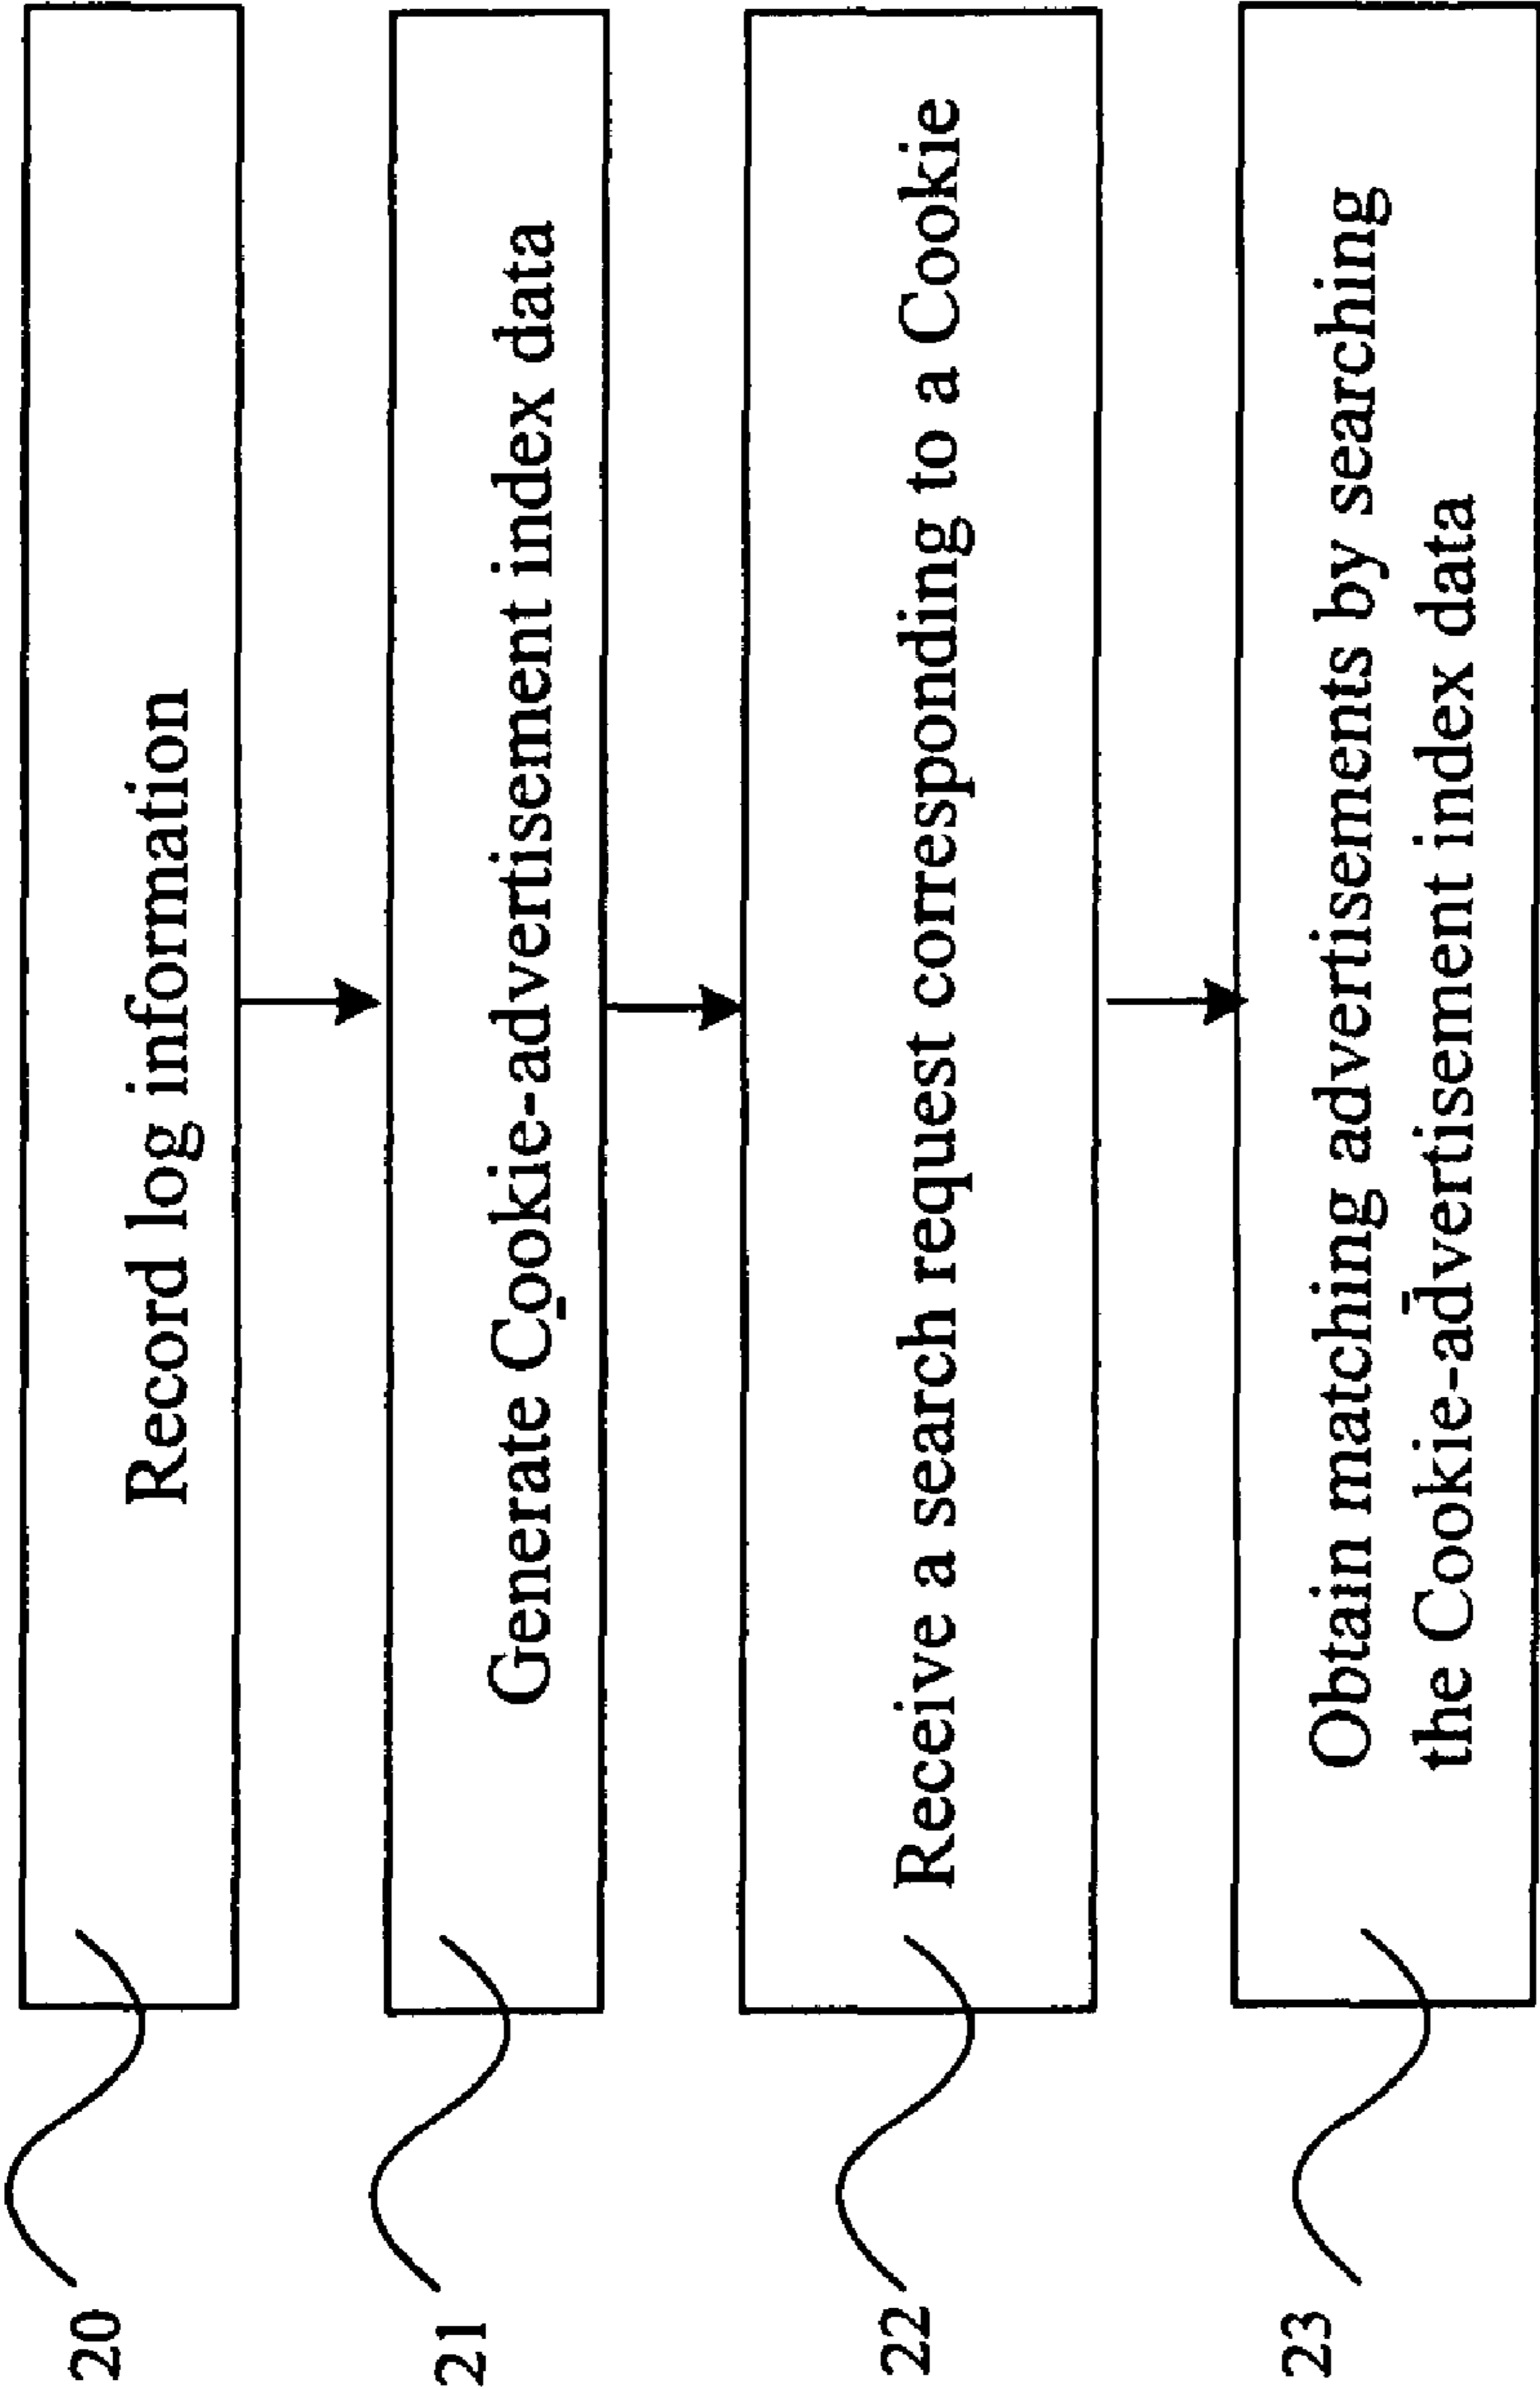 20
Record log information
21
Generate Cookie-advertisement index data
22
Receive a search request corresponding to a Cookie
23
Obtain matching advertisements by searching
the Cookie-advertisement index data